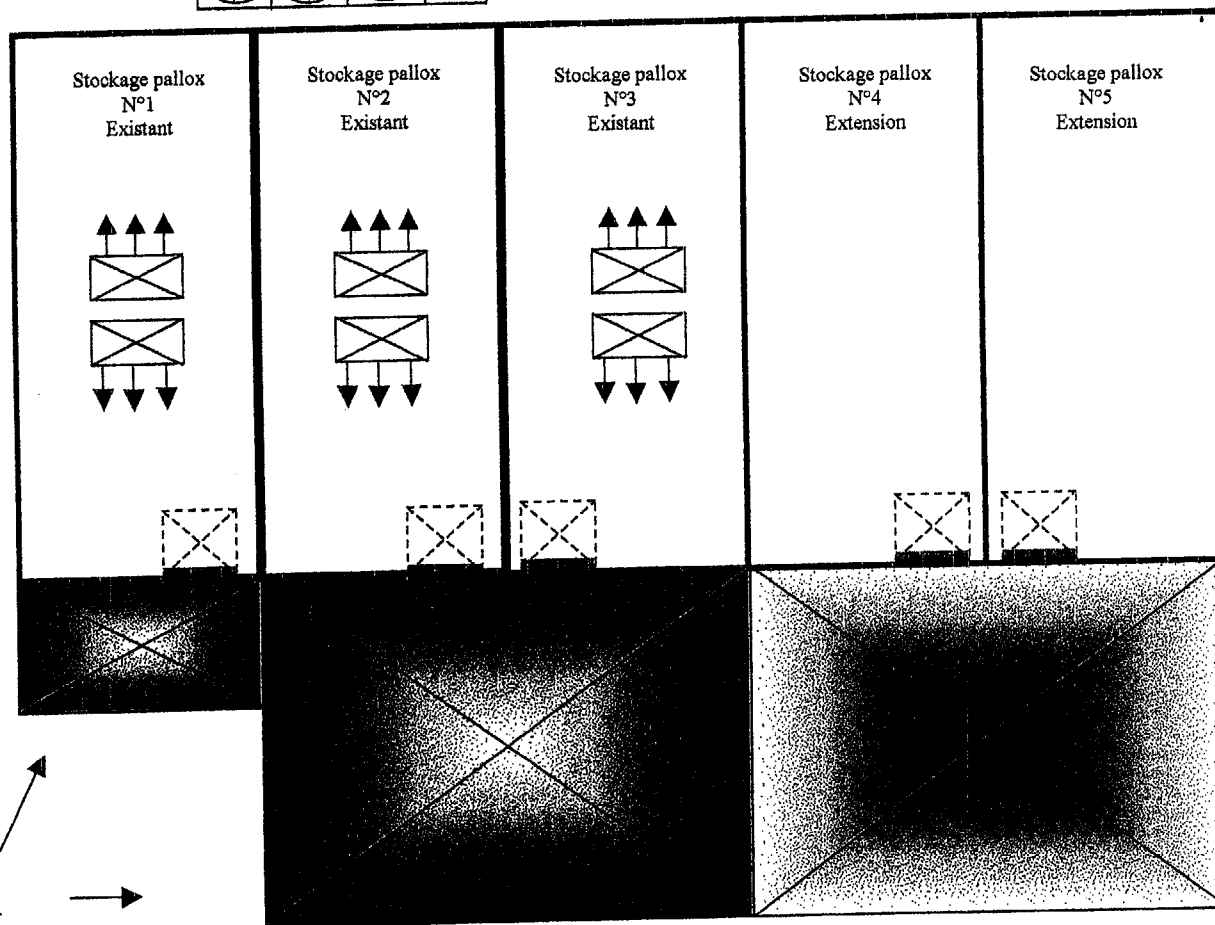 Stockage pallox
N°1
Existant
Stockage pallox
N°2
Existant
Stockage pallox
N°3
Existant
Stockage pallox
N°4
Extension
Stockage pallox
N°5
Extension